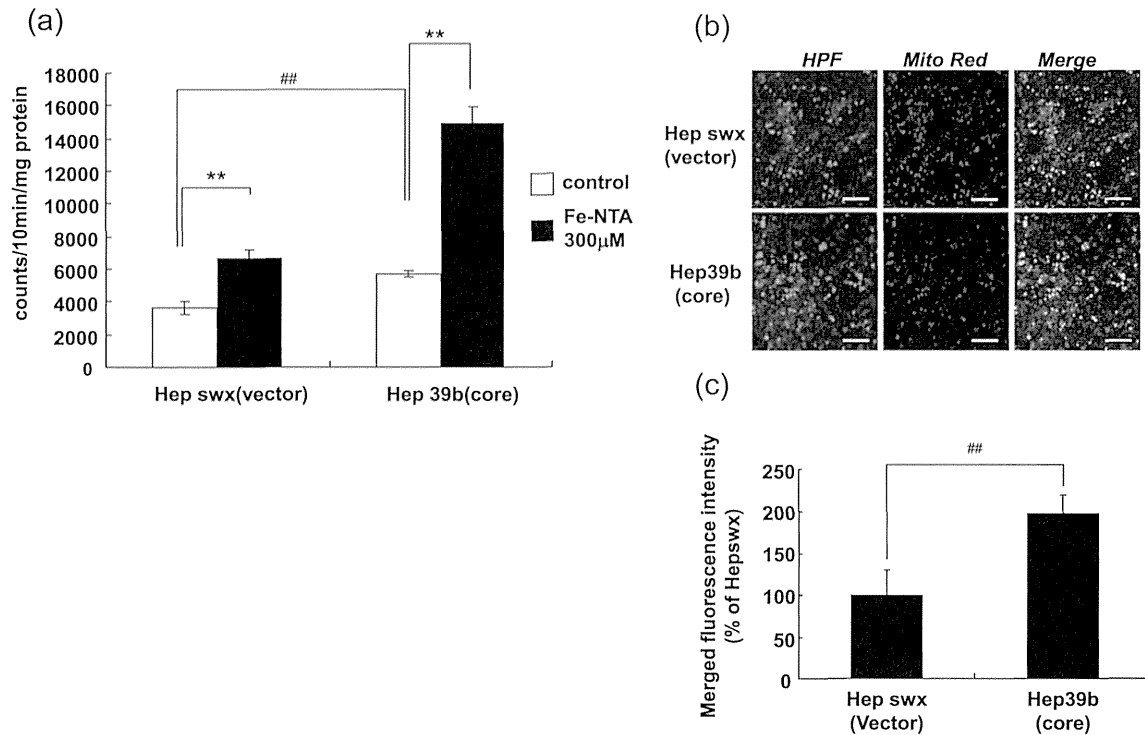 (a)
**
##
**
18000
16000
14000
12000
10000
8000
6000
4000
2000
0
counts/10min/mg protein
control
Fe-NTA
300μM
Hep swx(vector)
Hep 39b(core)
(b)
HPF
Mito Red
Merge
Hep swx
(vector)
Hep39b
(core)
(c)
##
250
200
150
100
50
0
Merged fluorescence intensity
(% of Hepswx)
Hep swx
(Vector)
Hep39b
(core)